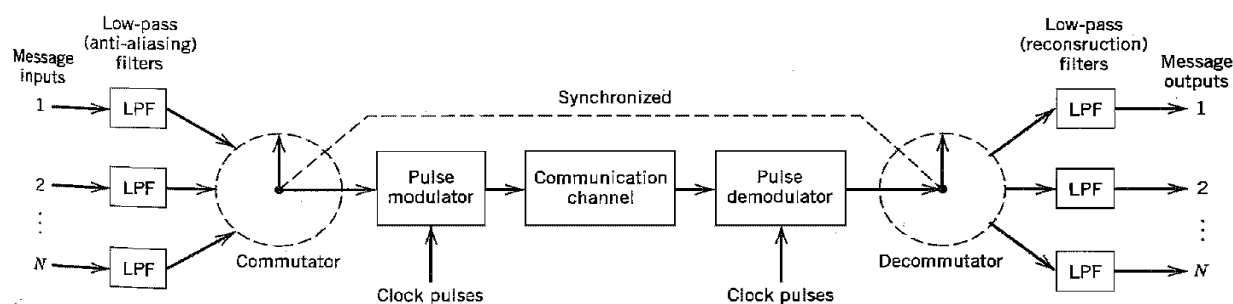 Low-pass
(anti-aliasing)
filters
Message
inputs
1
LPF
2
LPF
⋮
N
LPF
Commutator
Synchronized
Pulse
modulator
Clock pulses
Communication
channel
Pulse
demodulator
Clock pulses
Decommutator
Low-pass
(reconsruction)
filters
Message
outputs
LPF
1
LPF
2
⋮
LPF
N